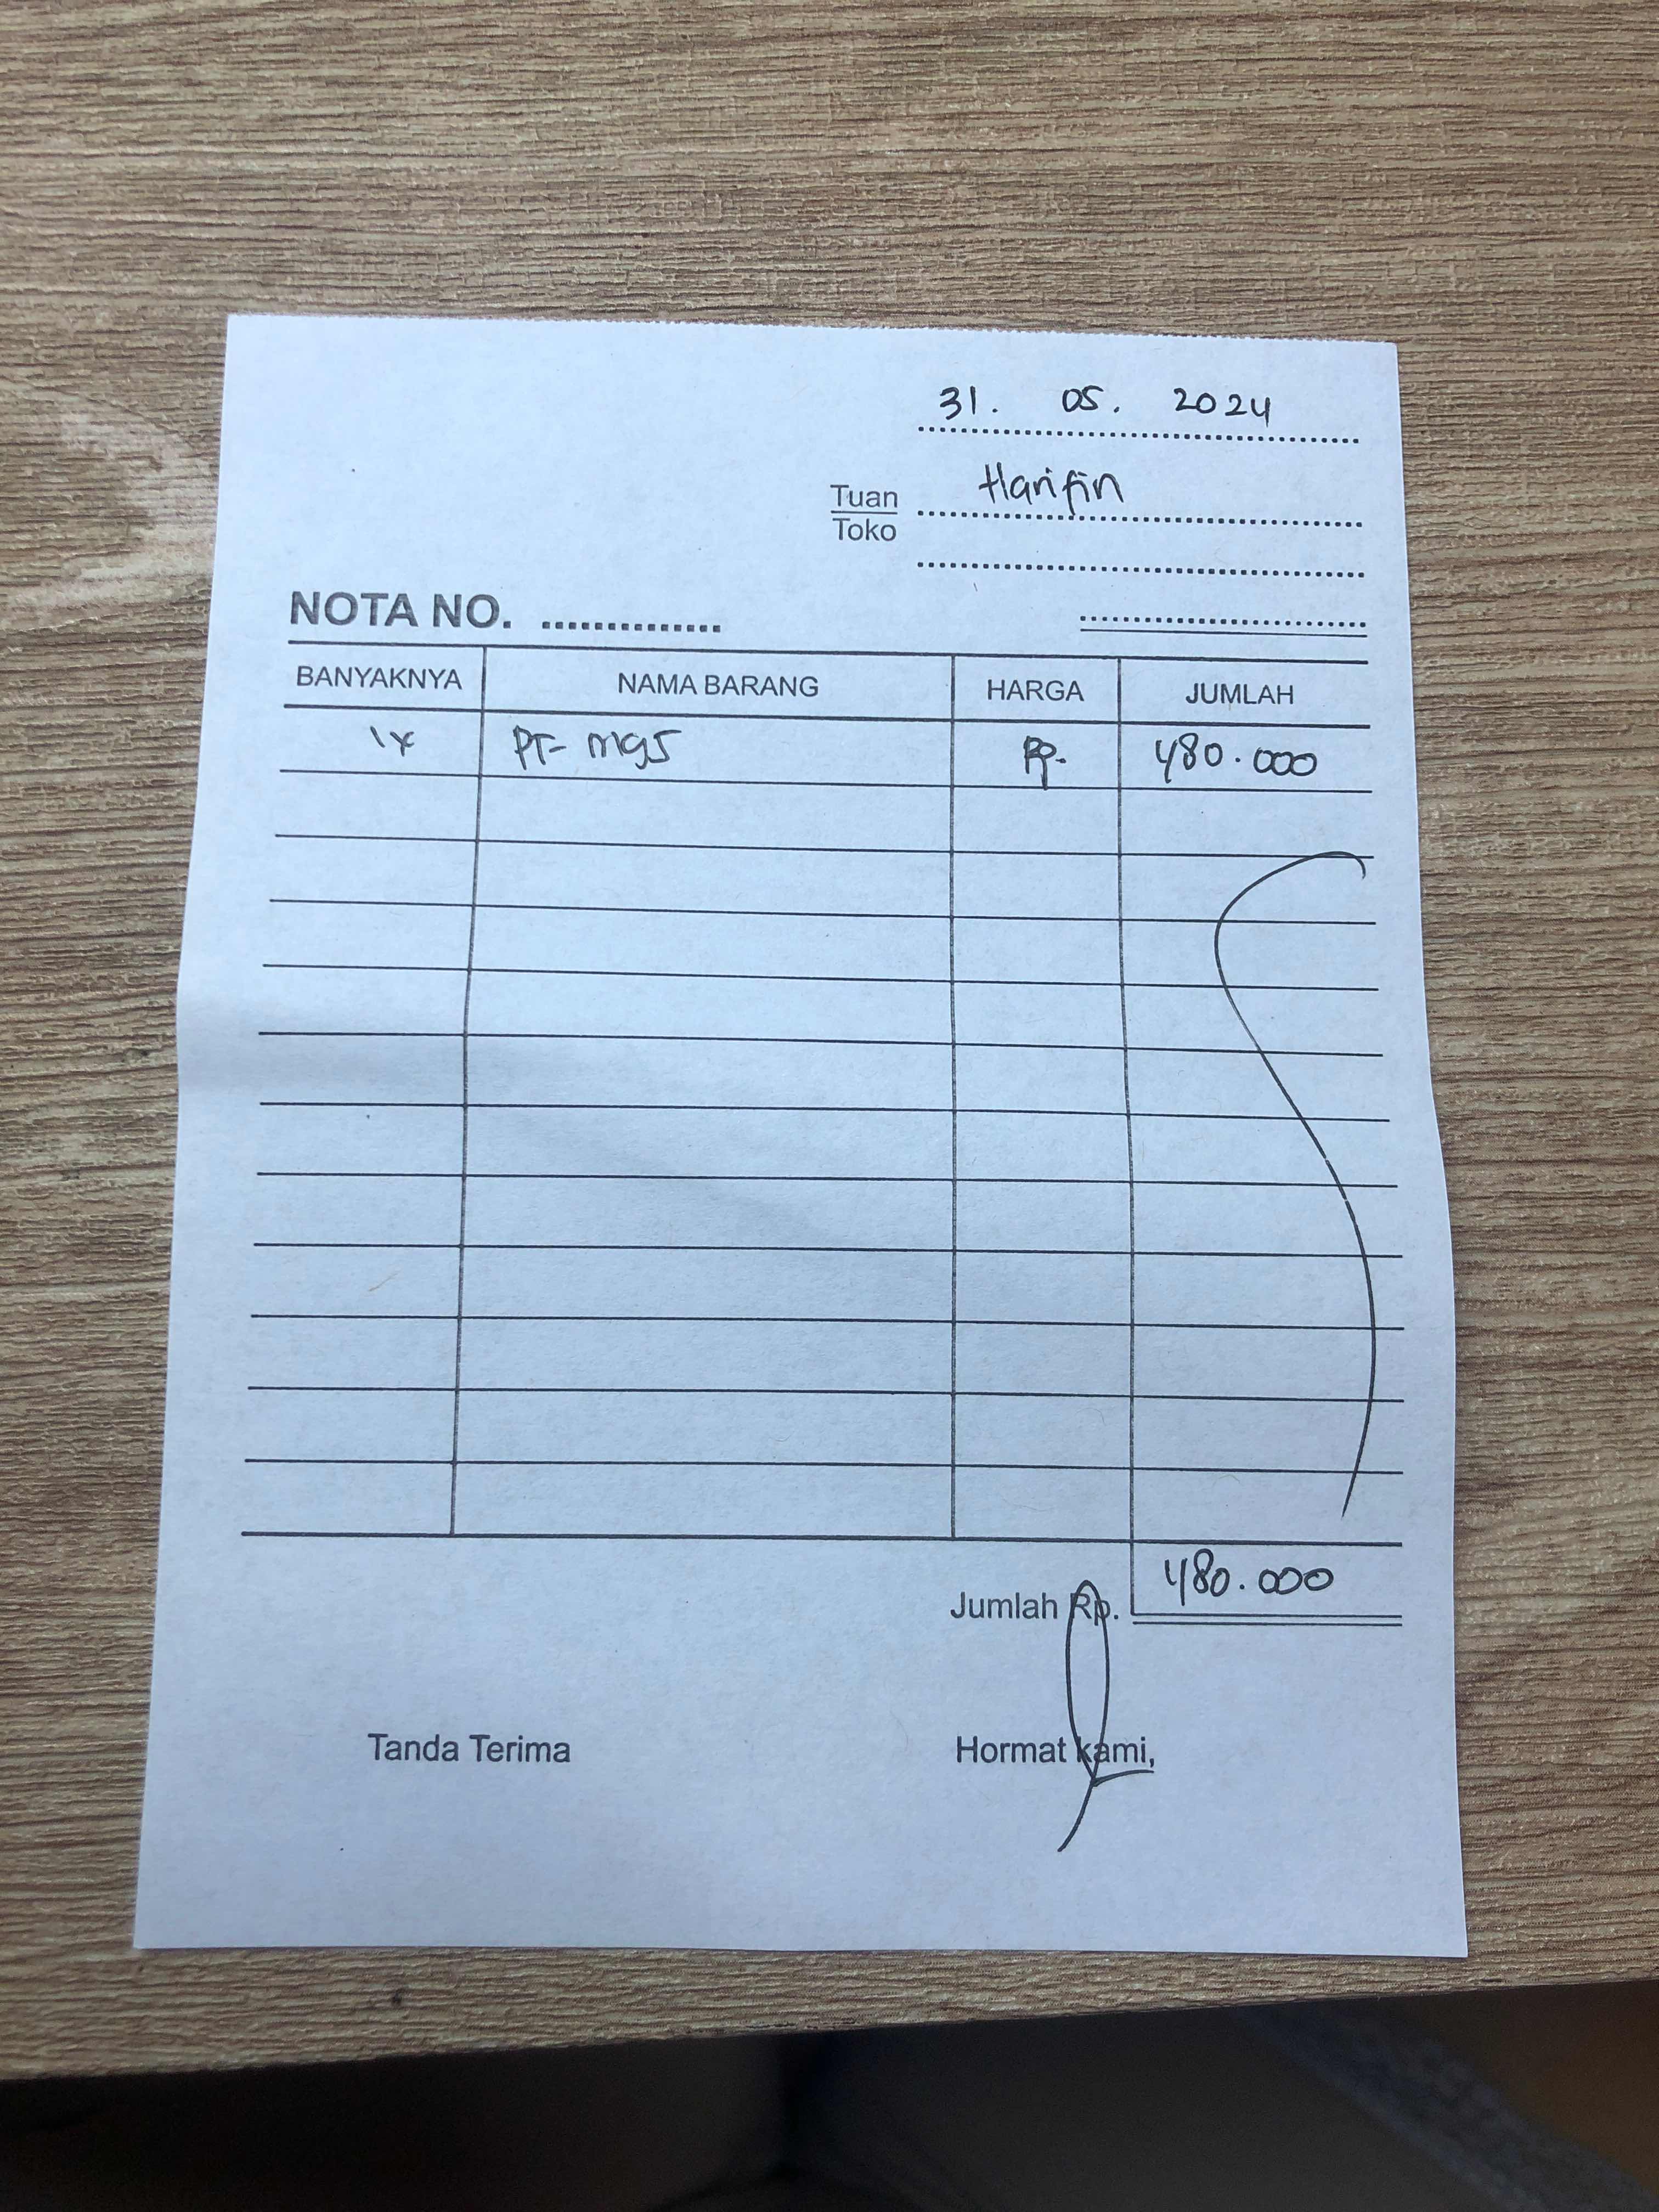 31. 05. 2024
Tuan Harifin
Toko
NOTA NO. ...............
BANYAKNYA NAMA BARANG HARGA JUMLAH
1x PT- mgs Rp. 480.000
Jumlah Rp. 480.000
Tanda Terima Hormat kami,